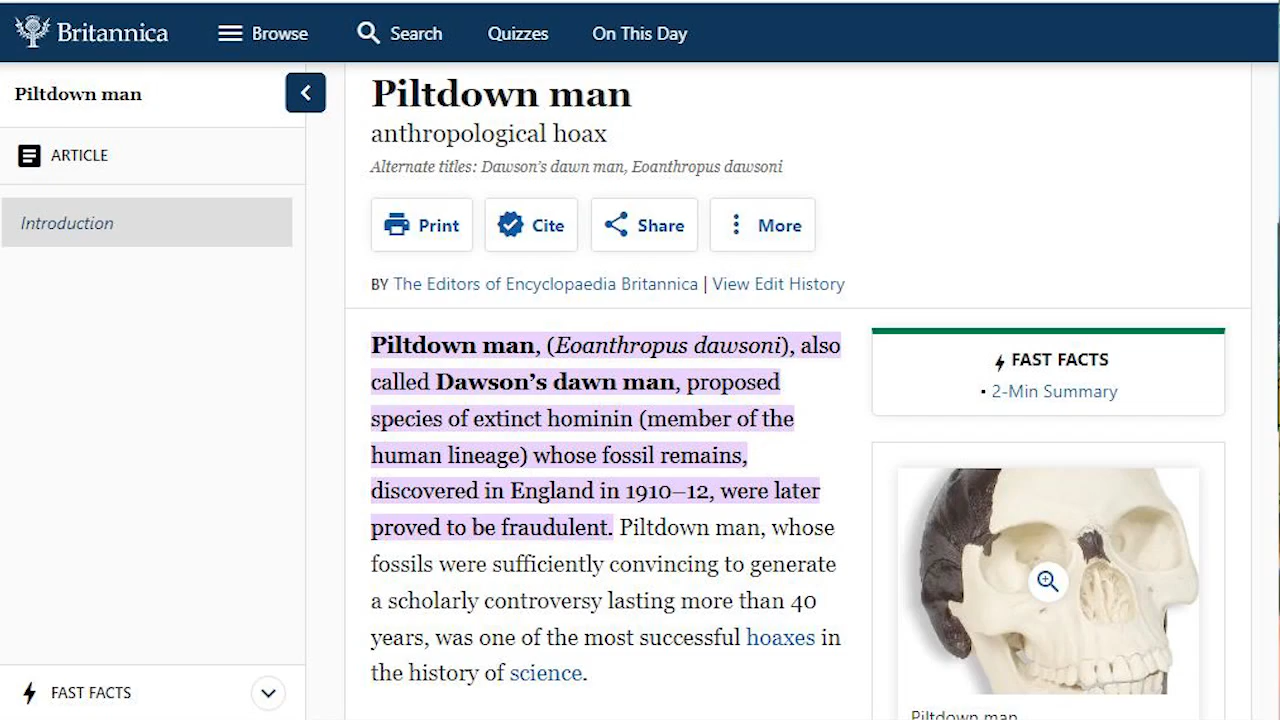 Britannica
Browse
Search
Quizzes
On This Day
Piltdown man
ARTICLE
Introduction
FAST FACTS
Piltdown man
anthropological hoax
Alternate titles: Dawson's dawn man, Eoanthropus dawsoni
Print
Cite
Share
More
BY The Editors of Encyclopaedia Britannica | View Edit History
Piltdown man, (Eoanthropus dawsoni), also
called Dawson's dawn man, proposed
species of extinct hominin (member of the
human lineage) whose fossil remains,
discovered in England in 1910–12, were later
proved to be fraudulent. Piltdown man, whose
fossils were sufficiently convincing to generate
a scholarly controversy lasting more than 40
years, was one of the most successful hoaxes in
the history of science.
FAST FACTS
• 2-Min Summary
Piltdown man